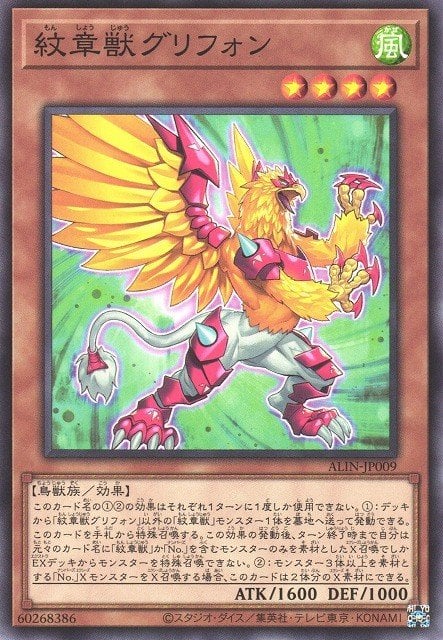 紋章獣グリフォン
風
ALIN-JP009
【鳥獣族/効果】
このカード名の①②の効果はそれぞれ1ターンに1度しか使用できない。①:デッキ
から「紋章獣グリフォン」以外の「紋章獣」モンスター1体を墓地へ送って発動できる。
このカードを手札から特殊召喚する。この効果の発動後、ターン終了時まで自分は
元々のカード名に「紋章獣」か「No.」を含むモンスターのみを素材としたX召喚でしか
EXデッキからモンスターを特殊召喚できない。②:モンスター3体以上を素材とす
る「No.」Xモンスターを X召喚する場合、このカードは2体分のX素材にできる。
ATK/1600 DEF/1000
60268386
©スタジオ・ダイス/集英社・テレビ東京・KONAMI